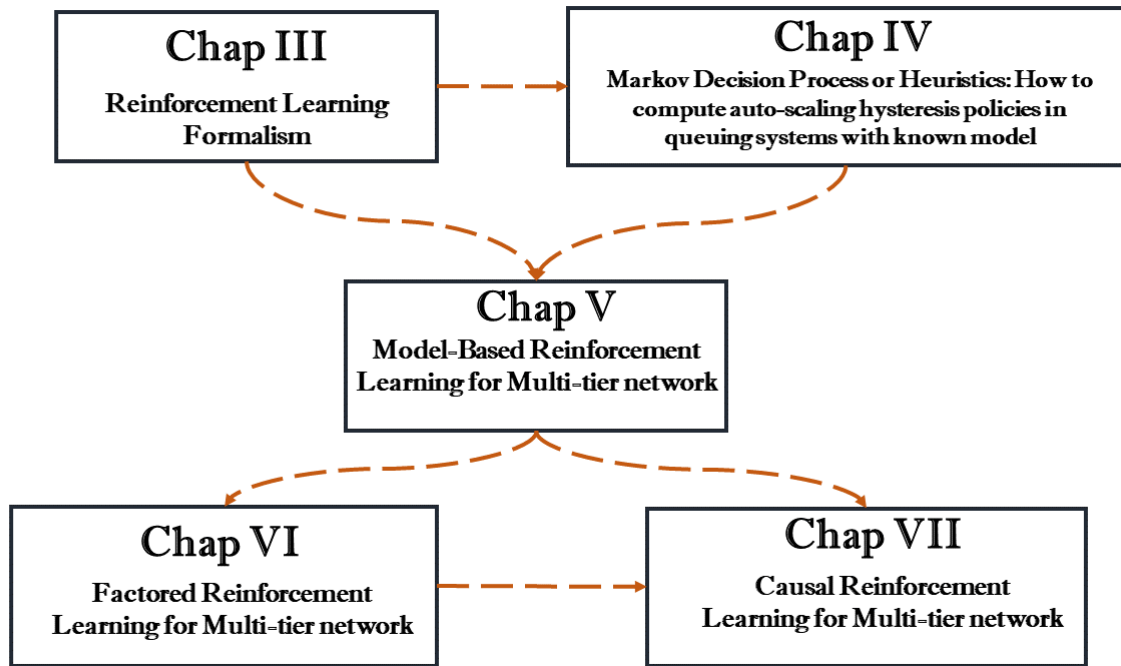 Chap III
Reinforcement Learning
Formalism
Chap IV
Markov Decision Process or Heuristics: How to
compute auto-scaling hysteresis policies in
queuing systems with known model
Chap V
Model-Based Reinforcement
Learning for Multi-tier network
Chap VI
Factored Reinforcement
Learning for Multi-tier network
Chap VII
Causal Reinforcement
Learning for Multi-tier network